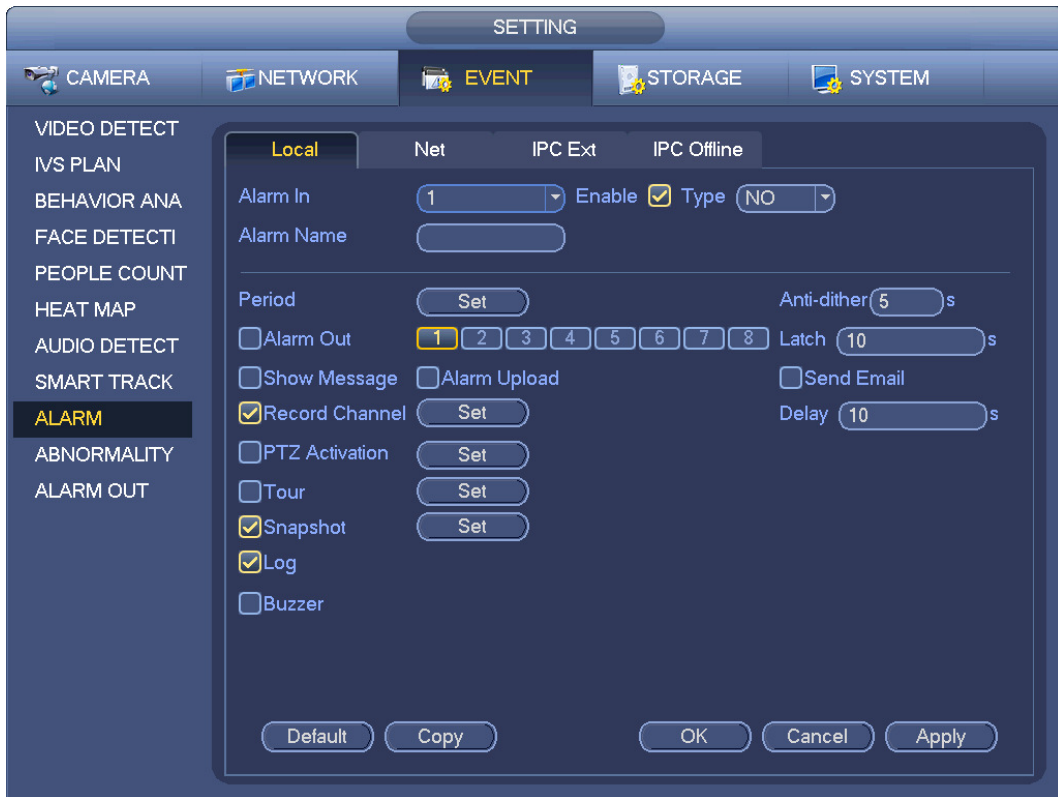 SETTING
CAMERA NETWORK EVENT STORAGE SYSTEM
VIDEO DETECT
IVS PLAN
BEHAVIOR ANA
FACE DETECTI
PEOPLE COUNT
HEAT MAP
AUDIO DETECT
SMART TRACK
ALARM
ABNORMALITY
ALARM OUT
Local Net IPC Ext IPC Offline
Alarm In 1 Enable Type NO
Alarm Name
Period Set Anti-dither 5 s
Alarm Out 1 2 3 4 5 6 7 8 Latch 10 s
Show Message Alarm Upload Send Email
Record Channel Set Delay 10 s
PTZ Activation Set
Tour Set
Snapshot Set
Log
Buzzer
Default Copy OK Cancel Apply